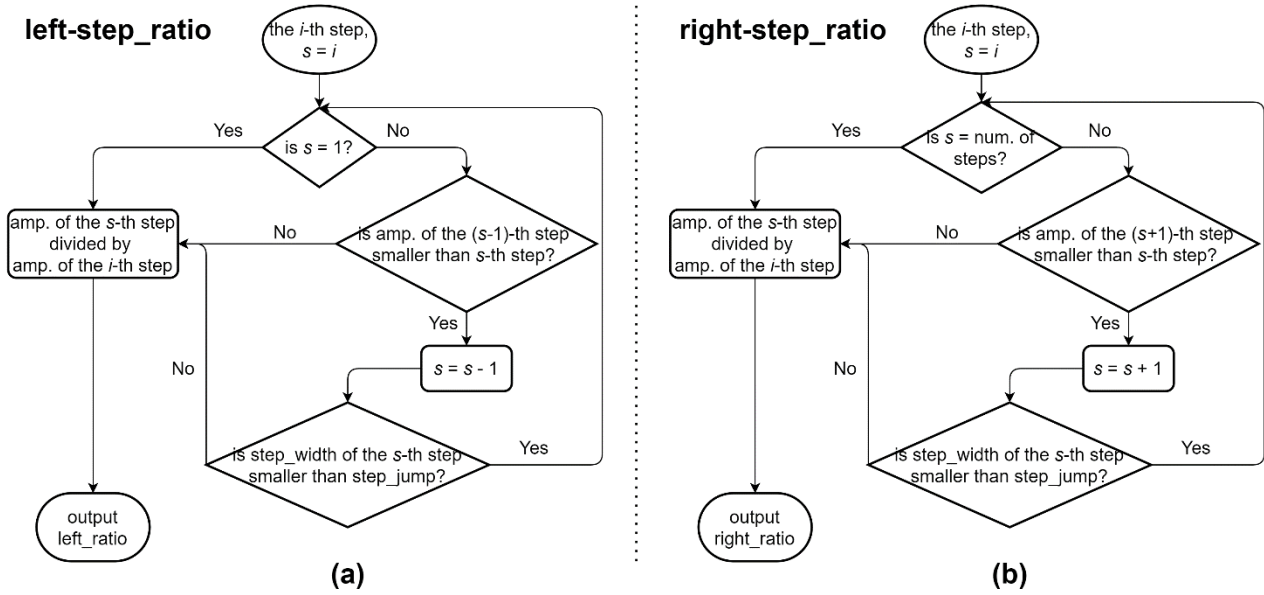 left-step_ratio
the i-th step,
s = i
Yes
No
is s = 1?
amp. of the s-th step
divided by
amp. of the i-th step
No
is amp. of the (s-1)-th step
smaller than s-th step?
Yes
s = s - 1
No
is step_width of the s-th step
smaller than step_jump?
Yes
output
left_ratio
(a)
right-step_ratio
the i-th step,
s = i
Yes
No
is s = num. of
steps?
amp. of the s-th step
divided by
amp. of the i-th step
No
is amp. of the (s+1)-th step
smaller than s-th step?
Yes
s = s + 1
No
is step_width of the s-th step
smaller than step_jump?
Yes
output
right_ratio
(b)